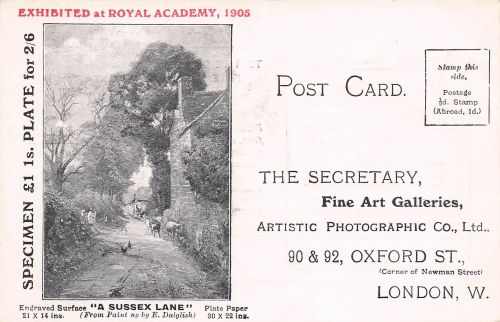 EXHIBITED at ROYAL ACADEMY, 1905
SPECIMEN £1 1s. PLATE for 2/6
Engraved Surface "A SUSSEX LANE" Plate Paper
21 X 14 ins. (From Paint ng by E. Dalglish) 30 X 22 ins.
POST CARD.
Stamp this
side.
Postage
½d. Stamp
(Abroad, 1d.)
THE SECRETARY,
Fine Art Galleries,
ARTISTIC PHOTOGRAPHIC CO., Ltd..
90 & 92, OXFORD ST.,
(Corner of Newman Street)
LONDON, W.